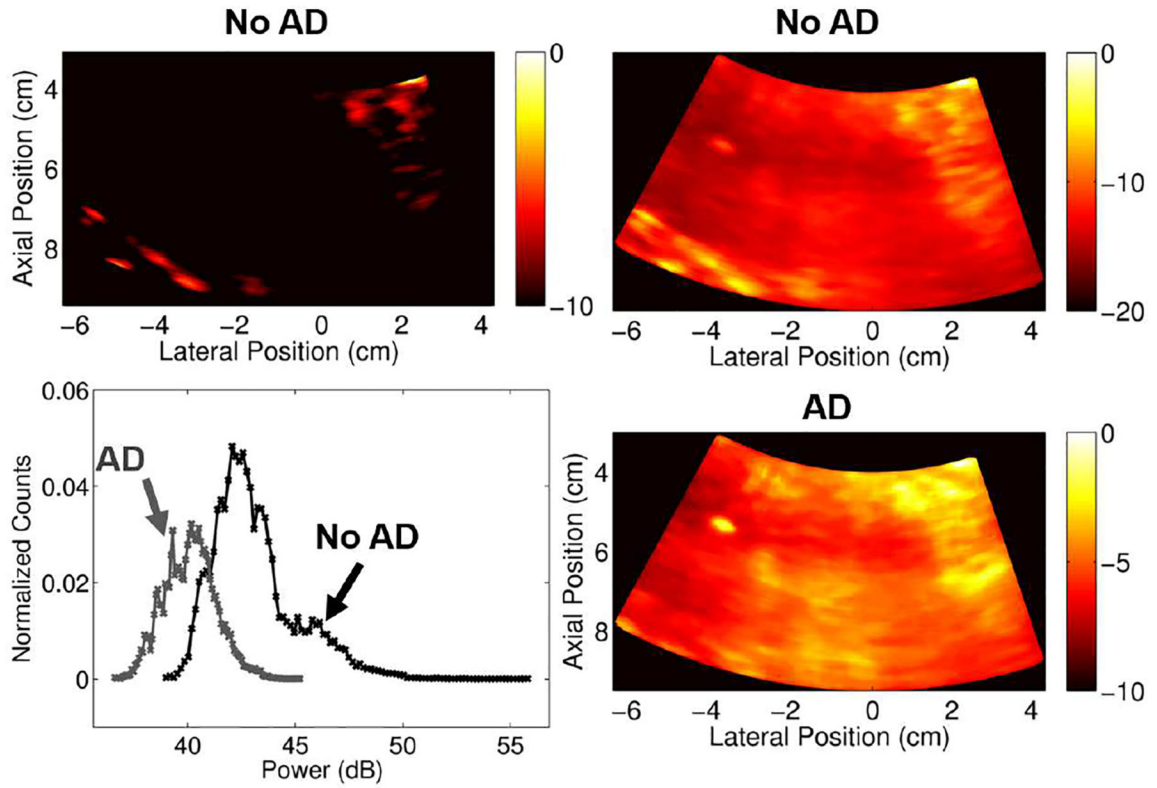 No AD
0
4
6
8
-10
Axial Position (cm)
-6 -4 -2 0 2 4
Lateral Position (cm)
No AD
0
-10
-20
-6 -4 -2 0 2 4
Lateral Position (cm)
0.06
0.04
0.02
0
Normalized Counts
AD
No AD
40 45 50 55
Power (dB)
AD
4
6
8
Axial Position (cm)
0
-5
-10
-6 -4 -2 0 2 4
Lateral Position (cm)